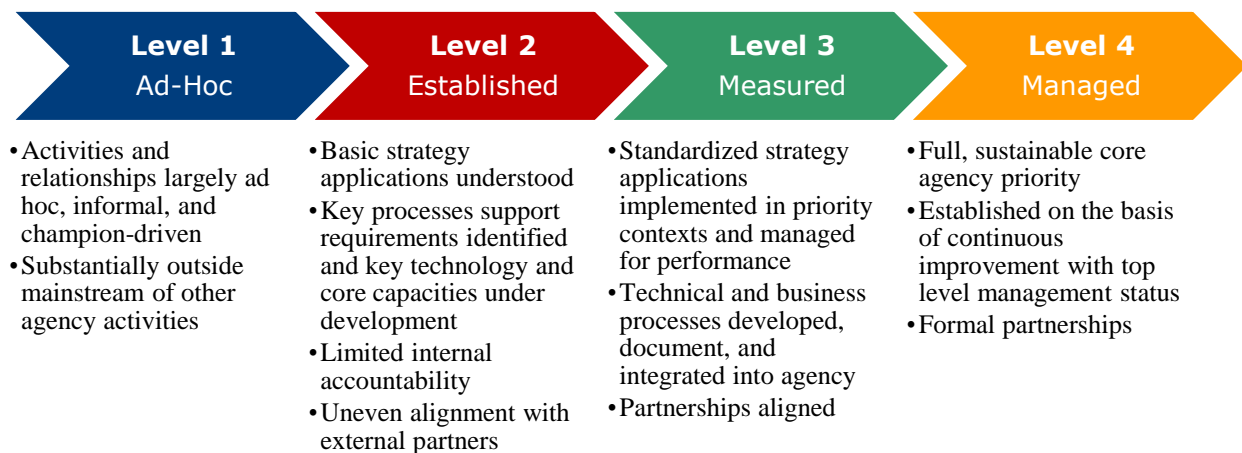 Level 1
Ad-Hoc
Level 2
Established
Level 3
Measured
Level 4
Managed
•Activities and
relationships largely ad
hoc, informal, and
champion-driven
•Substantially outside
mainstream of other
agency activities
•Basic strategy
applications understood
•Key processes support
requirements identified
and key technology and
core capacities under
development
•Limited internal
accountability
•Uneven alignment with
external partners
•Standardized strategy
applications
implemented in priority
contexts and managed
for performance
•Technical and business
processes developed,
document, and
integrated into agency
•Partnerships aligned
•Full, sustainable core
agency priority
•Established on the basis
of continuous
improvement with top
level management status
•Formal partnerships